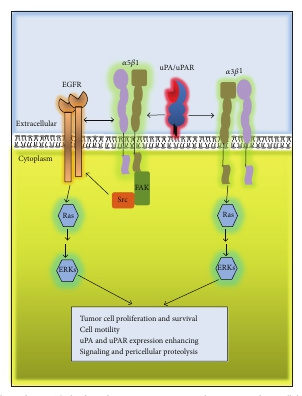 α5β1
uPA/uPAR
α3β1
EGFR
Extracellular
Cytoplasm
FAK
Src
Ras
Ras
ERKs
ERKs
Tumor cell proliferation and survival
Cell motility
uPA and uPAR expression enhancing
Signaling and pericellular proteolysis